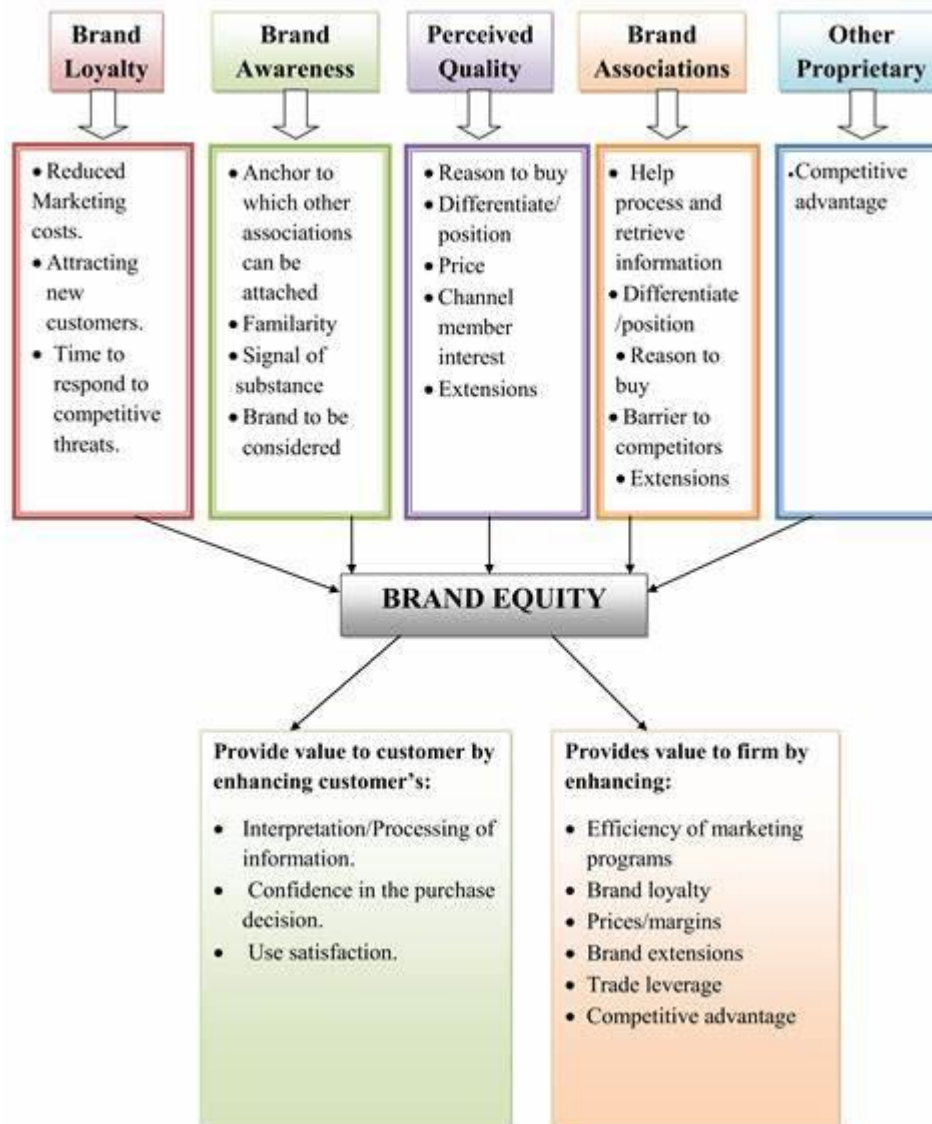 Brand
Loyalty
Brand
Awareness
Perceived
Quality
Brand
Associations
Other
Proprietary
• Reduced
Marketing
costs.
• Attracting
new
customers.
• Time to
respond to
competitive
threats.
• Anchor to
which other
associations
can be
attached
• Familarity
• Signal of
substance
• Brand to be
considered
• Reason to buy
• Differentiate/
position
• Price
• Channel
member
interest
• Extensions
• Help
process and
retrieve
information
• Differentiate
/position
• Reason to
buy
• Barrier to
competitors
• Extensions
•Competitive
advantage
BRAND EQUITY
Provide value to customer by
enhancing customer’s:
• Interpretation/Processing of
information.
• Confidence in the purchase
decision.
• Use satisfaction.
Provides value to firm by
enhancing:
• Efficiency of marketing
programs
• Brand loyalty
• Prices/margins
• Brand extensions
• Trade leverage
• Competitive advantage